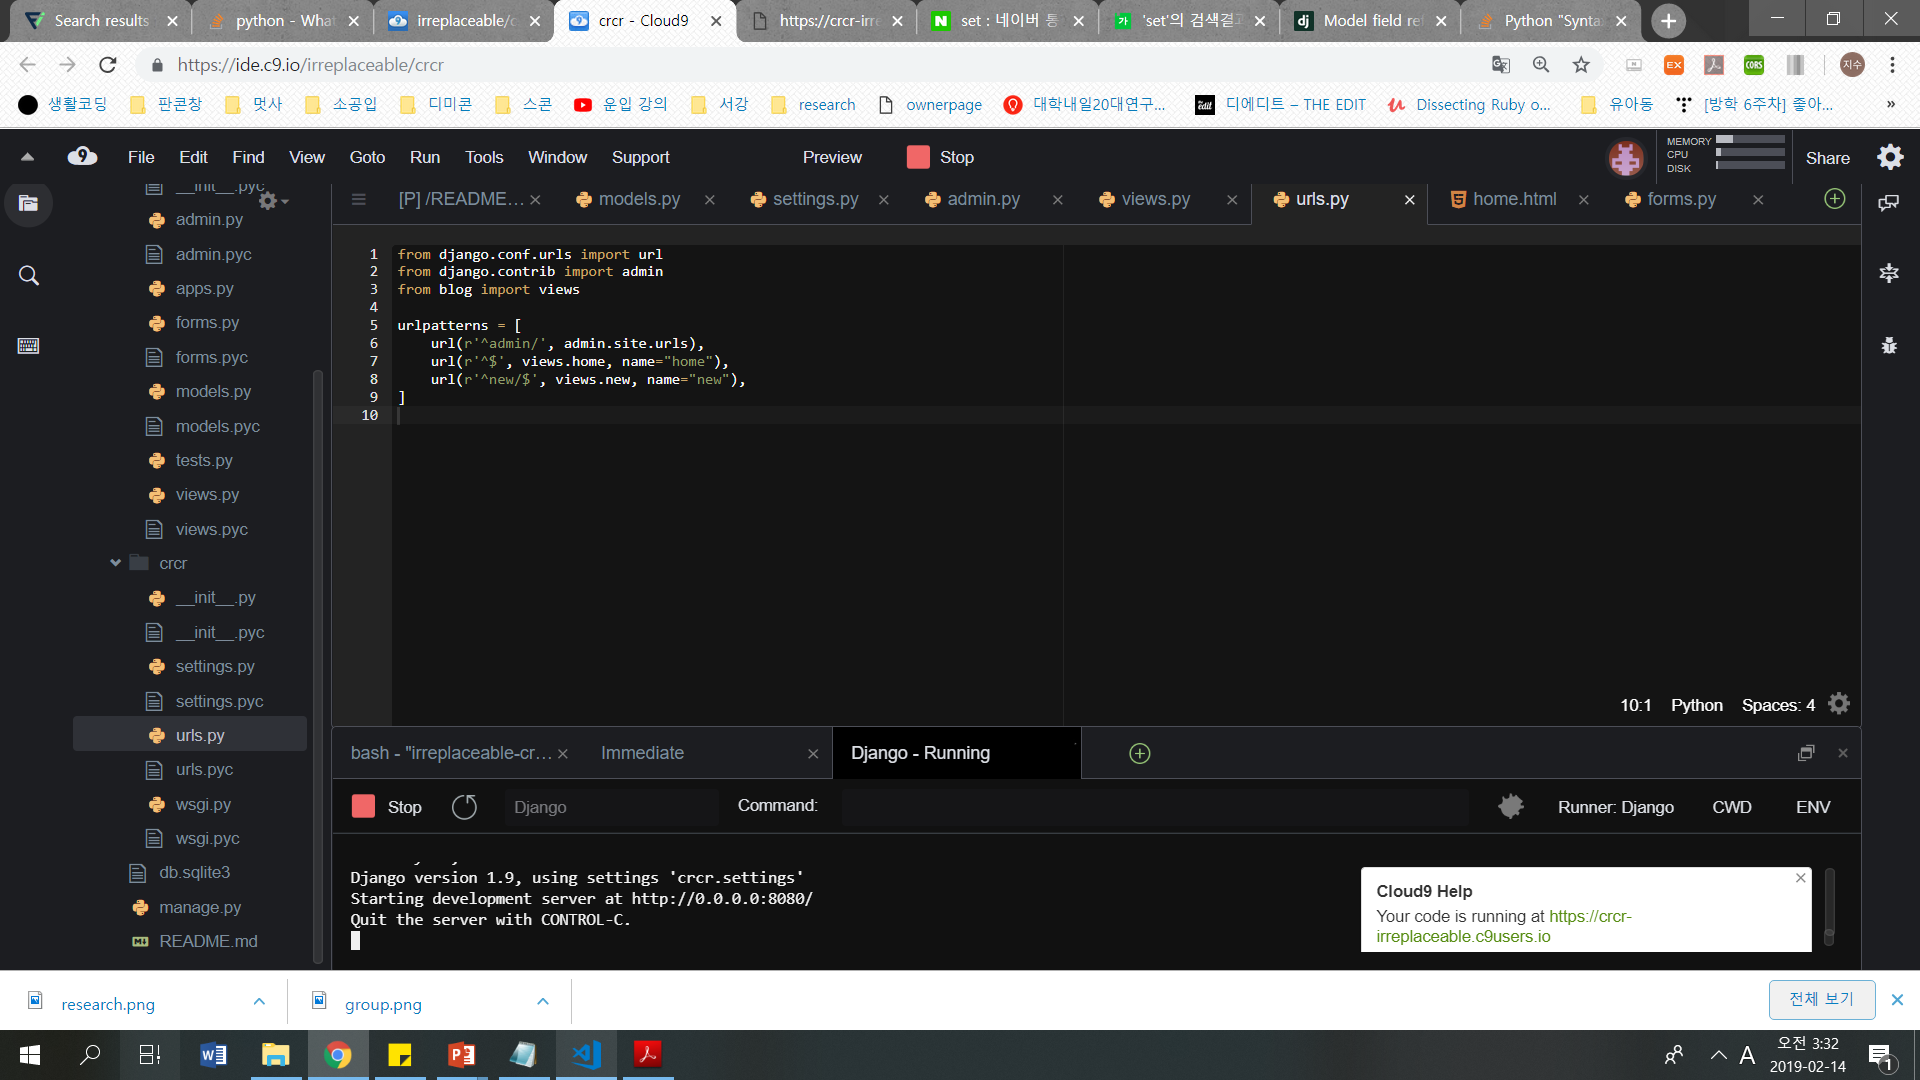 Search results
python - Wha
irreplaceable/c
crcr - Cloud9
https://crcr-irre
set : 네이버 통
'set'의 검색결고
Model field ref
Python "Synta
https://ide.c9.io/irreplaceable/crcr
지수
생활코딩
판콘창
멋사
소공입
디미콘
스콘
운입 강의
서강
research
ownerpage
대학내일20대연구...
디에디트 – THE EDIT
Dissecting Ruby o...
유아동
[방학 6주차] 좋아...
»
File Edit Find View Goto Run Tools Window Support
Preview
Stop
MEMORY
CPU
DISK
Share
__init__.pyc
admin.py
admin.pyc
apps.py
forms.py
forms.pyc
models.py
models.pyc
tests.py
views.py
views.pyc
crcr
__init__.py
__init__.pyc
settings.py
settings.pyc
urls.py
urls.pyc
wsgi.py
wsgi.pyc
db.sqlite3
manage.py
README.md
[P] /README...
models.py
settings.py
admin.py
views.py
urls.py
home.html
forms.py
1 from django.conf.urls import url
2 from django.contrib import admin
3 from blog import views
4
5 urlpatterns = [
6     url(r'^admin/', admin.site.urls),
7     url(r'^$', views.home, name="home"),
8     url(r'^new/$', views.new, name="new"),
9 ]
10
10:1 Python Spaces: 4
bash - "irreplaceable-cr...
Immediate
Django - Running
Stop
Django
Command:
Runner: Django
CWD
ENV
Django version 1.9, using settings 'crcr.settings'
Starting development server at http://0.0.0.0:8080/
Quit the server with CONTROL-C.
Cloud9 Help
Your code is running at https://crcr-
irreplaceable.c9users.io
research.png
group.png
전체 보기
A
오전 3:32
2019-02-14
1